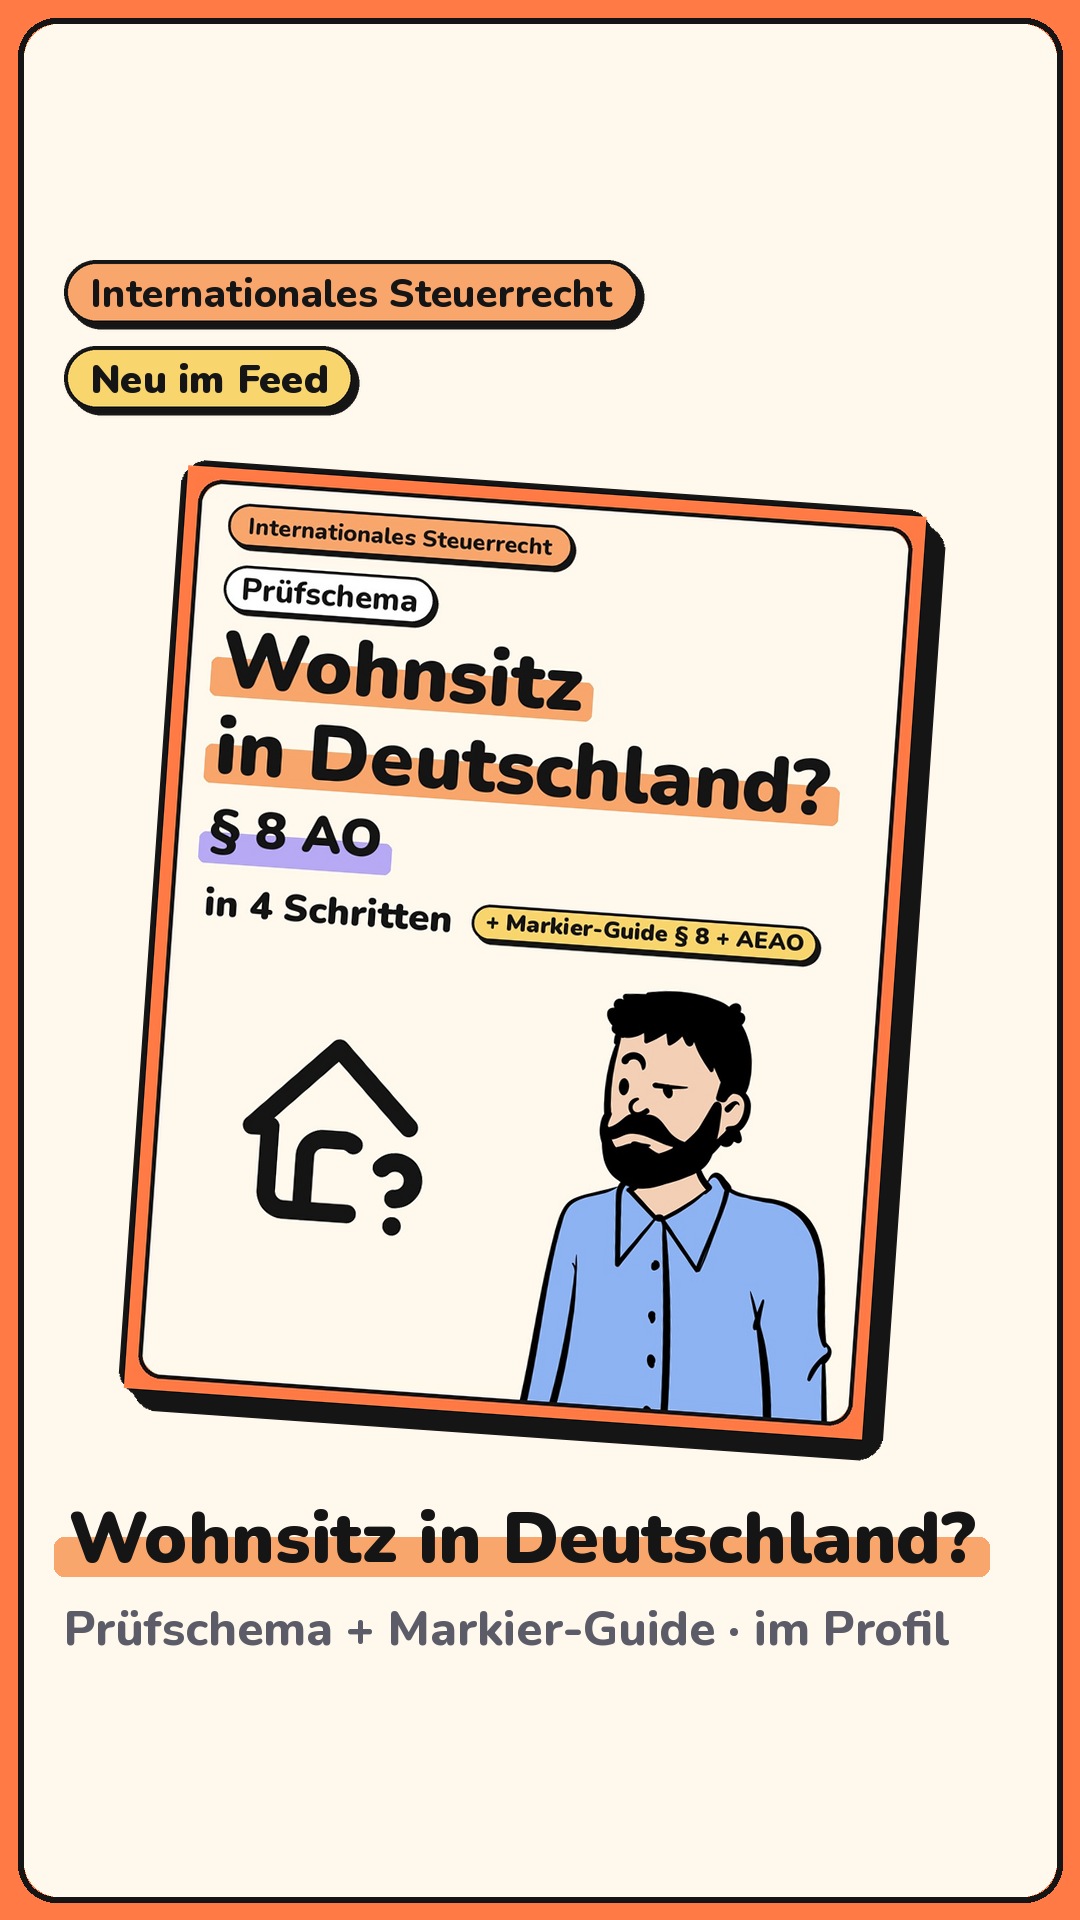 Internationales Steuerrecht
Neu im Feed
Internationales Steuerrecht
Prüfschema
Wohnsitz
in Deutschland?
§ 8 AO
in 4 Schritten
+ Markier-Guide § 8 + AEAO
?
Wohnsitz in Deutschland?
Prüfschema + Markier-Guide · im Profil